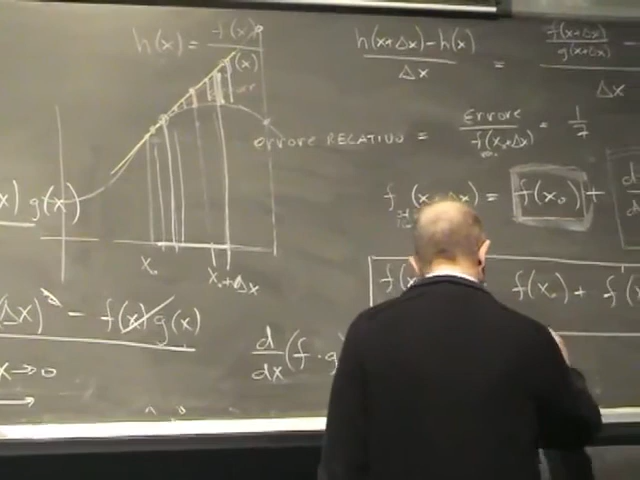 h(x) = f(x)
h(x+Δx) - h(x) / Δx = f(x+Δx) / g(x+Δx) - / Δx
(x)
errore RELATIVO = Errore / f(x₀+Δx) = 1/7
x) g(x)
= f(x₀) +
x₀ x₀+Δx
f(x₀) + f(x
Δx) - f(x) g(x)
d/dx (f · g
x→0